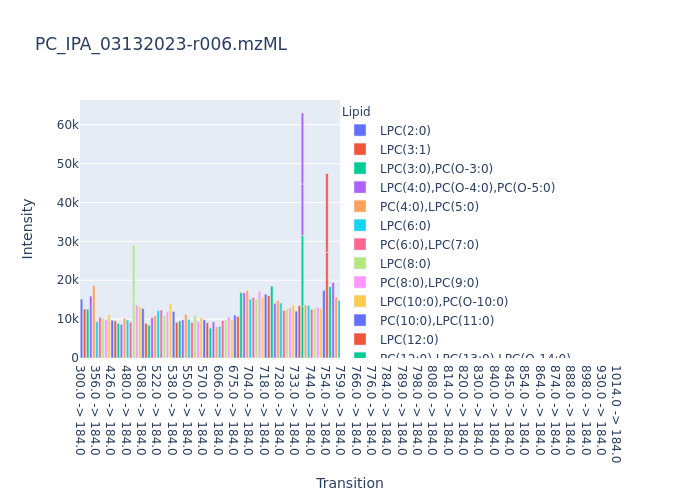 PC_IPA_03132023-r006.mzML
Lipid
LPC(2:0)
LPC(3:1)
LPC(3:0),PC(O-3:0)
LPC(4:0),PC(O-4:0),PC(O-5:0)
PC(4:0),LPC(5:0)
LPC(6:0)
PC(6:0),LPC(7:0)
LPC(8:0)
PC(8:0),LPC(9:0)
LPC(10:0),PC(O-10:0)
PC(10:0),LPC(11:0)
LPC(12:0)
PC(12:0),LPC(13:0),LPC(O-14:0)
Intensity
60k
50k
40k
30k
20k
10k
0
300.0 -> 184.0
356.0 -> 184.0
426.0 -> 184.0
480.0 -> 184.0
508.0 -> 184.0
522.0 -> 184.0
538.0 -> 184.0
550.0 -> 184.0
570.0 -> 184.0
606.0 -> 184.0
675.0 -> 184.0
704.0 -> 184.0
718.0 -> 184.0
728.0 -> 184.0
733.0 -> 184.0
744.0 -> 184.0
754.0 -> 184.0
759.0 -> 184.0
766.0 -> 184.0
776.0 -> 184.0
784.0 -> 184.0
789.0 -> 184.0
798.0 -> 184.0
808.0 -> 184.0
814.0 -> 184.0
820.0 -> 184.0
830.0 -> 184.0
840.0 -> 184.0
845.0 -> 184.0
854.0 -> 184.0
864.0 -> 184.0
874.0 -> 184.0
888.0 -> 184.0
898.0 -> 184.0
930.0 -> 184.0
1014.0 -> 184.0
Transition